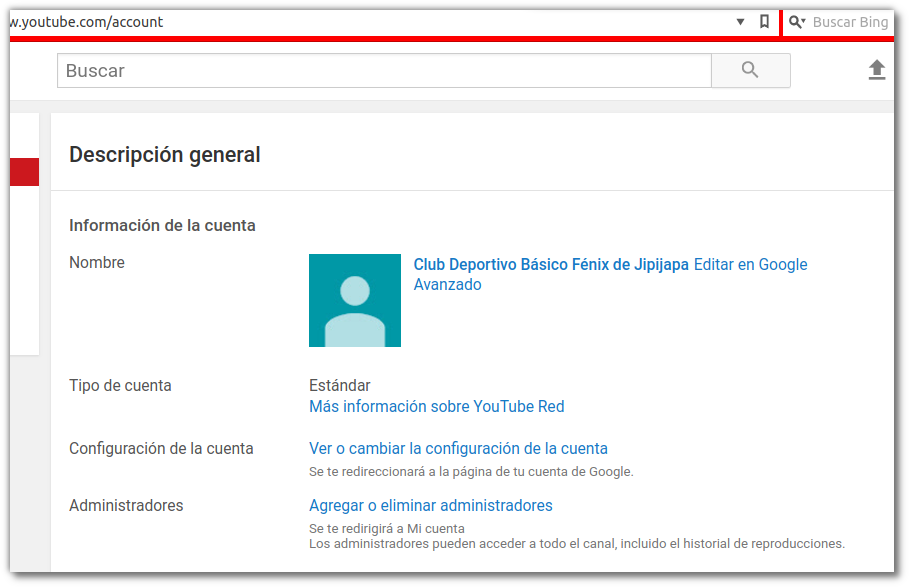 w.youtube.com/account
Buscar Bing
Buscar
Descripción general
Información de la cuenta
Nombre
Club Deportivo Básico Fénix de Jipijapa Editar en Google
Avanzado
Tipo de cuenta
Estándar
Más información sobre YouTube Red
Configuración de la cuenta
Ver o cambiar la configuración de la cuenta
Se te redireccionará a la página de tu cuenta de Google.
Administradores
Agregar o eliminar administradores
Se te redirigirá a Mi cuenta
Los administradores pueden acceder a todo el canal, incluido el historial de reproducciones.